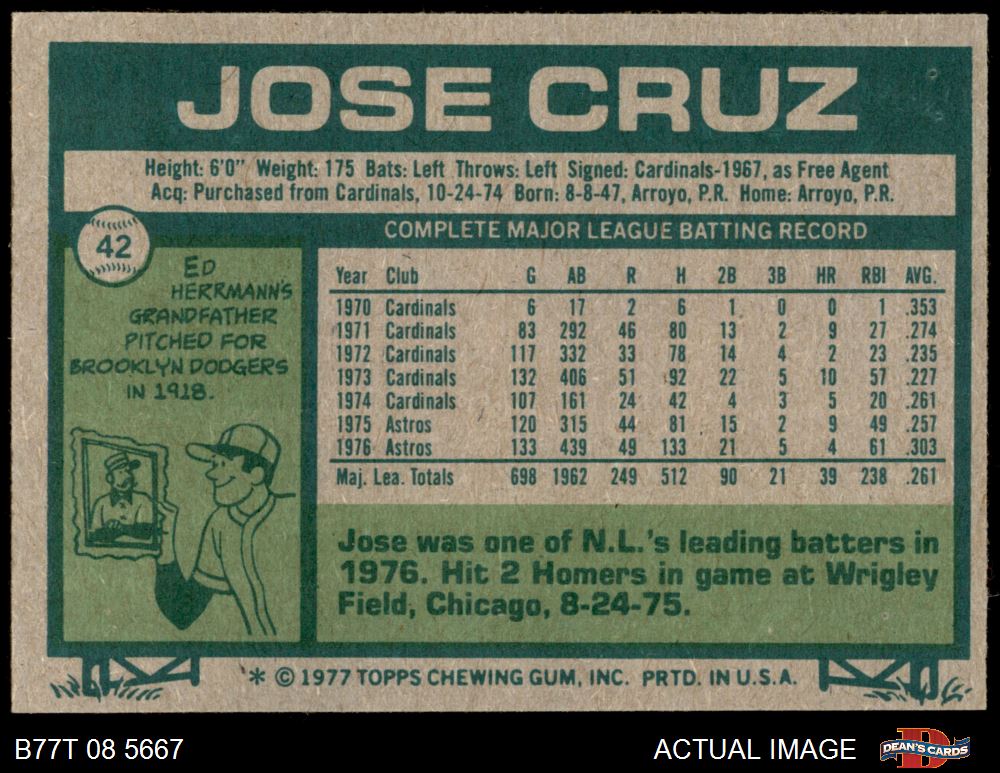 JOSE CRUZ
Height: 6'0" Weight: 175 Bats: Left Throws: Left Signed: Cardinals-1967, as Free Agent
Acq: Purchased from Cardinals, 10-24-74 Born: 8-8-47, Arroyo, P.R. Home: Arroyo, P.R.
42
ED
HERRMANN'S
GRANDFATHER
PITCHED FOR
BROOKLYN DODGERS
IN 1918.
COMPLETE MAJOR LEAGUE BATTING RECORD
Year Club G AB R H 2B 3B HR RBI AVG.
1970 Cardinals 6 17 2 6 1 0 0 1 .353
1971 Cardinals 83 292 46 80 13 2 9 27 .274
1972 Cardinals 117 332 33 78 14 4 2 23 .235
1973 Cardinals 132 406 51 92 22 5 10 57 .227
1974 Cardinals 107 161 24 42 4 3 5 20 .261
1975 Astros 120 315 44 81 15 2 9 49 .257
1976 Astros 133 439 49 133 21 5 4 61 .303
Maj. Lea. Totals 698 1962 249 512 90 21 39 238 .261
Jose was one of N.L.'s leading batters in
1976. Hit 2 Homers in game at Wrigley
Field, Chicago, 8-24-75.
* © 1977 TOPPS CHEWING GUM, INC. PRTD. IN U.S.A.
B77T 08 5667
ACTUAL IMAGE
DEAN'S CARDS